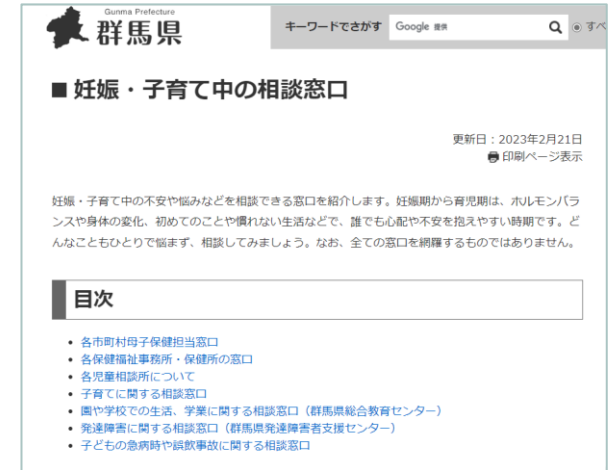 Gunma Prefecture
群馬県
キーワードでさがす Google 提供 すべ
■ 妊娠・子育て中の相談窓口
更新日：2023年2月21日
印刷ページ表示
妊娠・子育て中の不安や悩みなどを相談できる窓口を紹介します。妊娠期から育児期は、ホルモンバラ
ンスや身体の変化、初めてのことや慣れない生活などで、誰でも心配や不安を抱えやすい時期です。ど
んなこともひとりで悩まず、相談してみましょう。なお、全ての窓口を網羅するものではありません。
目次
• 各市町村母子保健担当窓口
• 各保健福祉事務所・保健所の窓口
• 各児童相談所について
• 子育てに関する相談窓口
• 園や学校での生活、学業に関する相談窓口（群馬県総合教育センター）
• 発達障害に関する相談窓口（群馬県発達障害者支援センター）
• 子どもの急病時や誤飲事故に関する相談窓口